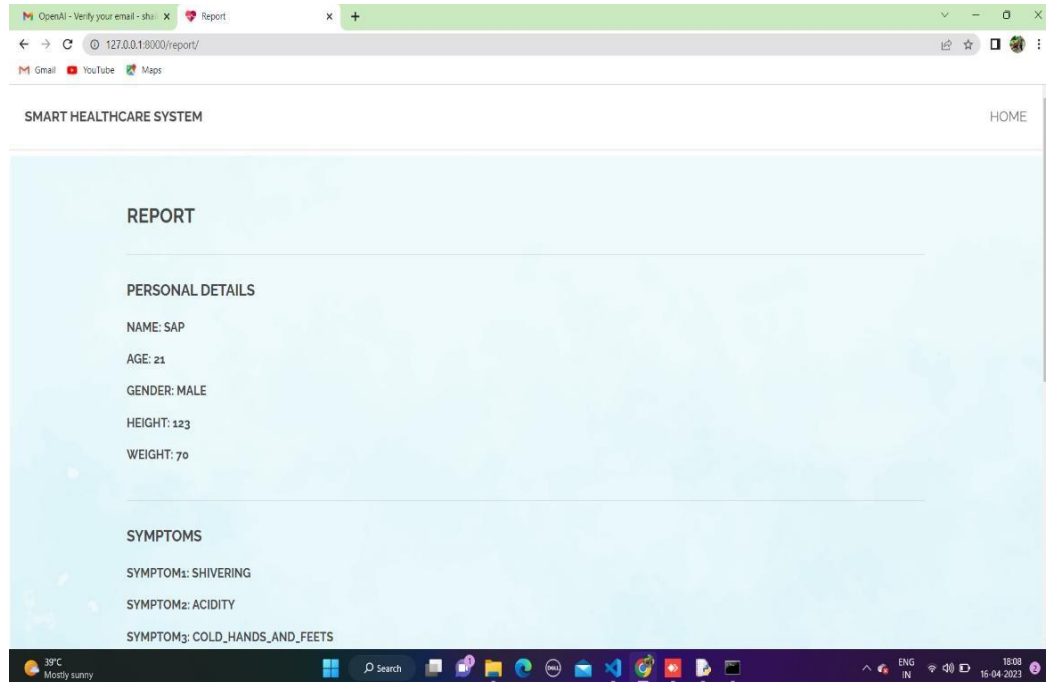 OpenAI - Verify your email - shai
Report
127.0.0.1:8000/report/
Gmail YouTube Maps
SMART HEALTHCARE SYSTEM HOME
REPORT
PERSONAL DETAILS
NAME: SAP
AGE: 21
GENDER: MALE
HEIGHT: 123
WEIGHT: 70
SYMPTOMS
SYMPTOM1: SHIVERING
SYMPTOM2: ACIDITY
SYMPTOM3: COLD_HANDS_AND_FEETS
39°C
Mostly sunny
Search
DELL
ENG
IN
18:08
16-04-2023